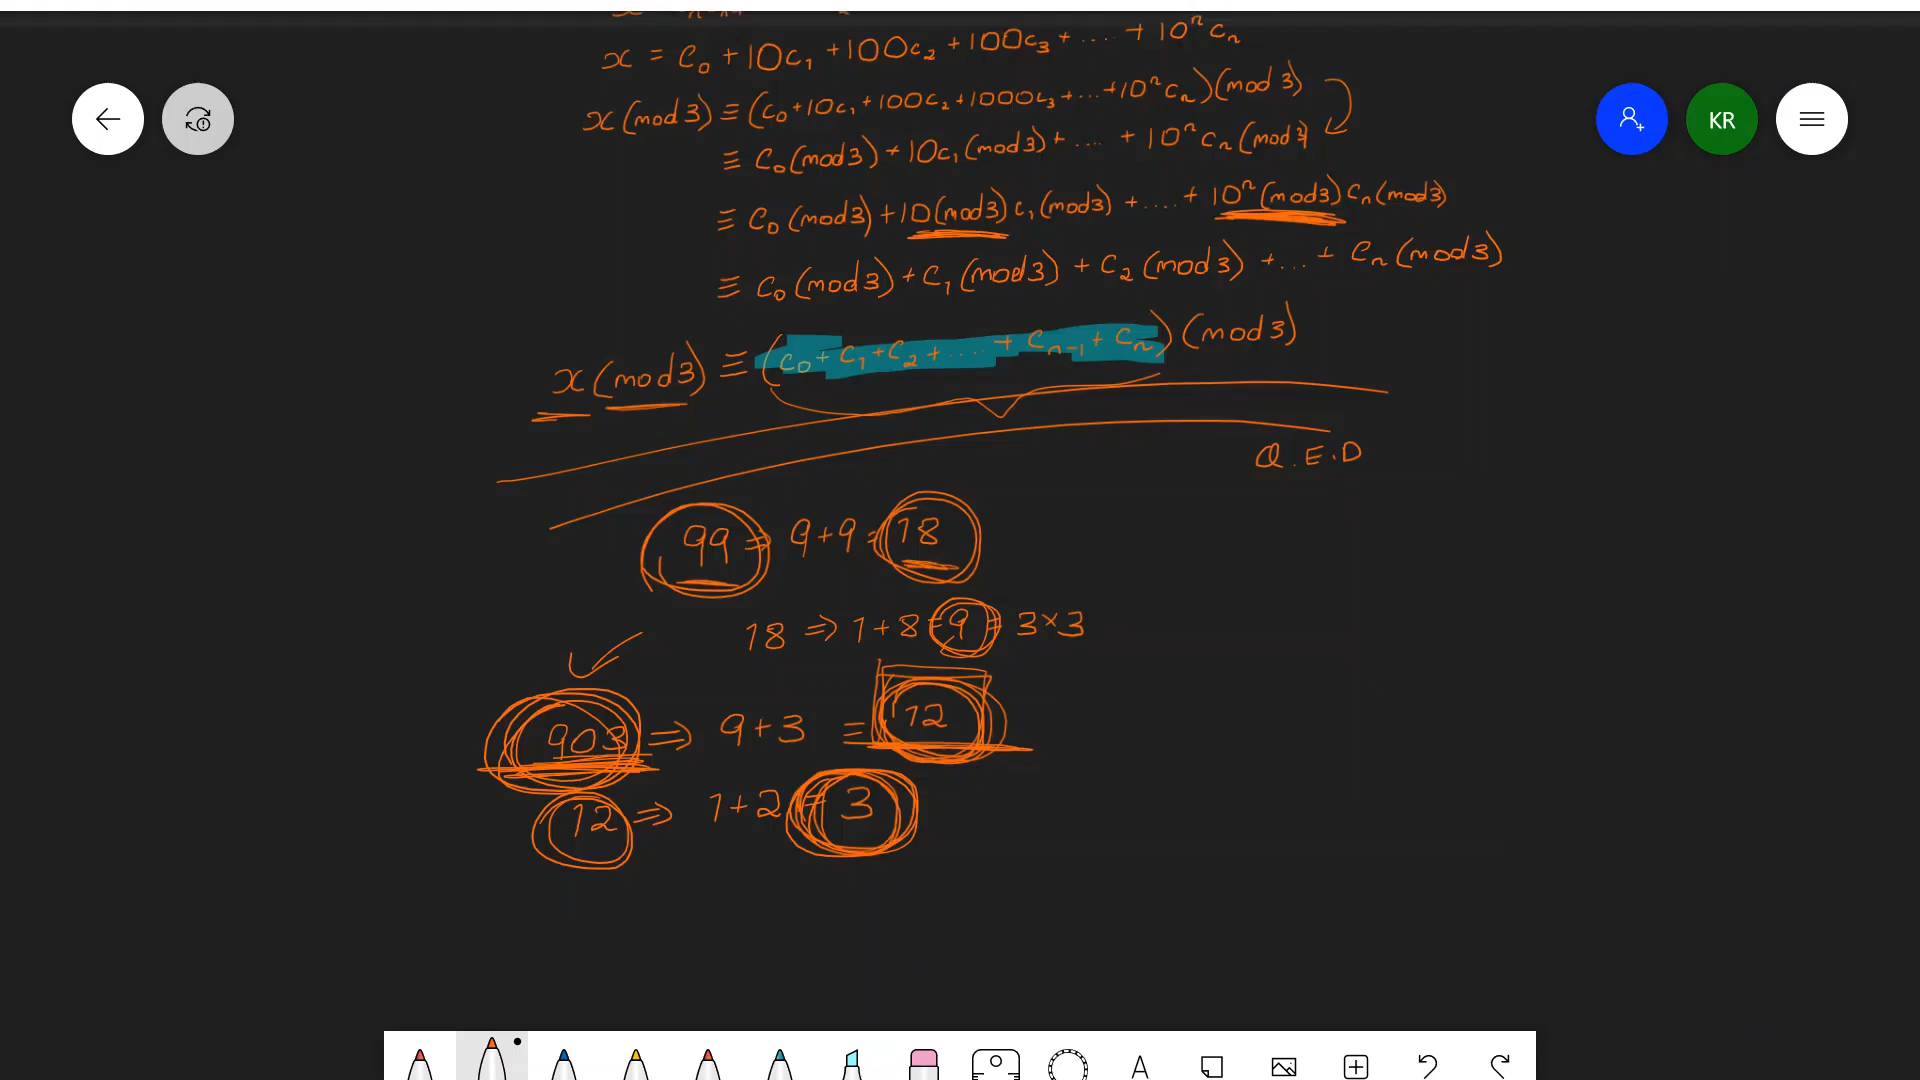 x = C₀ + 10C₁ + 100C₂ + 100C₃ + .... + 10ⁿCₙ
x(mod 3) ≡ (C₀ + 10C₁ + 100C₂ + 1000C₃ + ... + 10ⁿCₙ)(mod 3)
≡ C₀(mod 3) + 10C₁(mod 3) + .... + 10ⁿCₙ(mod 3)
≡ C₀(mod 3) + 10(mod 3) C₁(mod 3) + .... + 10ⁿ(mod 3) Cₙ(mod 3)
≡ C₀(mod 3) + C₁(mod 3) + C₂(mod 3) + ... + Cₙ(mod 3)
x(mod 3) ≡ (C₀ + C₁ + C₂ + .... + Cₙ₋₁ + Cₙ)(mod 3)
Q.E.D
99 ⇒ 9+9 = 18
18 ⇒ 1+8 = 9 = 3×3
903 ⇒ 9+3 = 12
12 ⇒ 1+2 = 3
KR